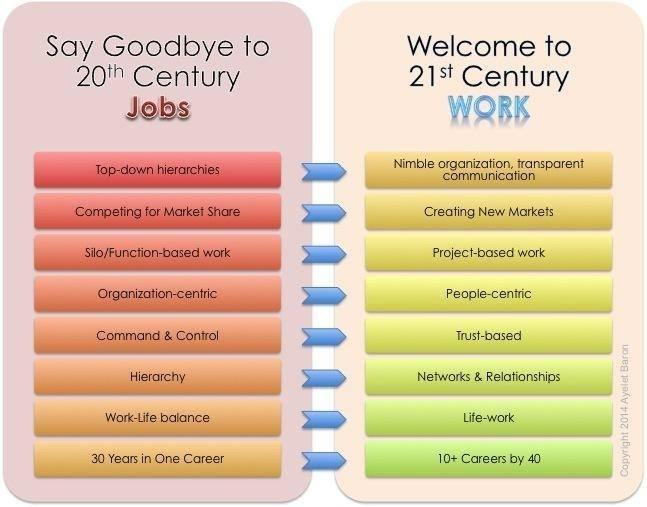 Say Goodbye to
20th Century
Jobs
Welcome to
21st Century
WORK
Top-down hierarchies
Nimble organization, transparent
communication
Competing for Market Share
Creating New Markets
Silo/Function-based work
Project-based work
Organization-centric
People-centric
Command & Control
Trust-based
Hierarchy
Networks & Relationships
Work-Life balance
Life-work
30 Years in One Career
10+ Careers by 40
Copyright 2014 Ayelet Baron